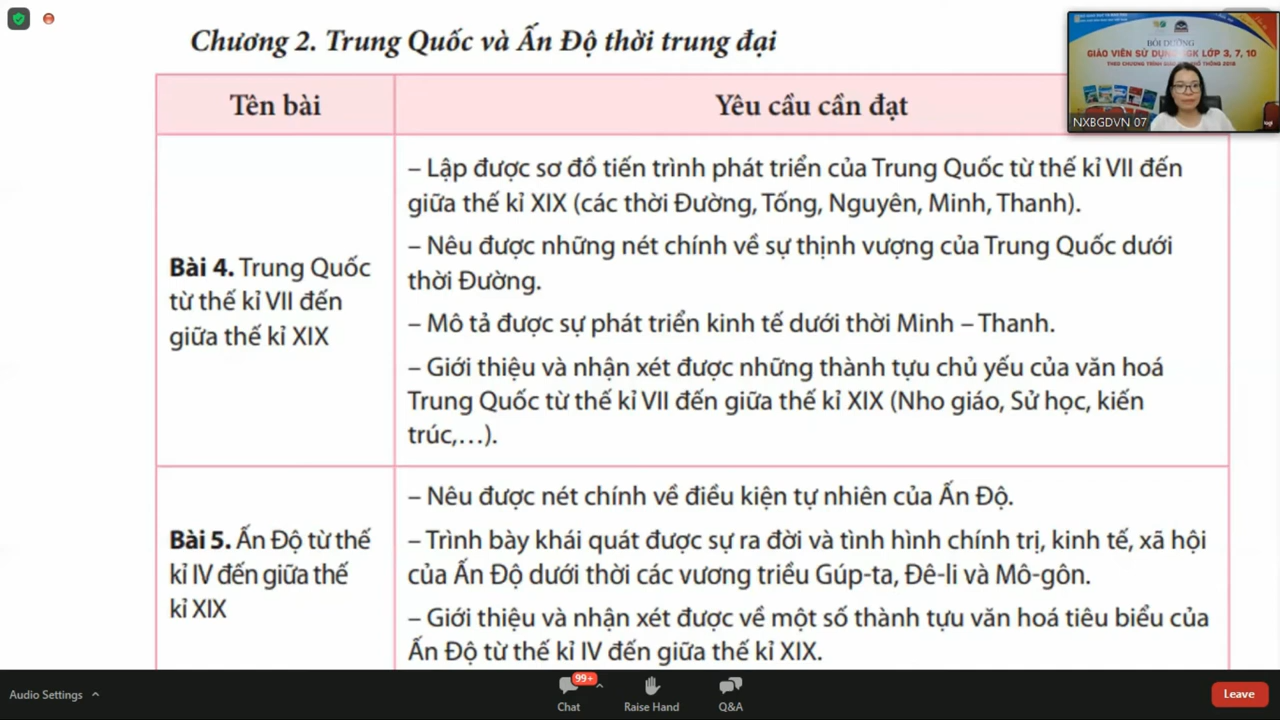 Chương 2. Trung Quốc và Ấn Độ thời trung đại
BỒI DƯỠNG
GIÁO VIÊN SỬ DỤNG SGK LỚP 3, 7, 10
NXBGDVN 07
Tên bài
Yêu cầu cần đạt
Bài 4. Trung Quốc
từ thế kỉ VII đến
giữa thế kỉ XIX
– Lập được sơ đồ tiến trình phát triển của Trung Quốc từ thế kỉ VII đến
giữa thế kỉ XIX (các thời Đường, Tống, Nguyên, Minh, Thanh).
– Nêu được những nét chính về sự thịnh vượng của Trung Quốc dưới
thời Đường.
– Mô tả được sự phát triển kinh tế dưới thời Minh – Thanh.
– Giới thiệu và nhận xét được những thành tựu chủ yếu của văn hoá
Trung Quốc từ thế kỉ VII đến giữa thế kỉ XIX (Nho giáo, Sử học, kiến
trúc,…).
Bài 5. Ấn Độ từ thế
kỉ IV đến giữa thế
kỉ XIX
– Nêu được nét chính về điều kiện tự nhiên của Ấn Độ.
– Trình bày khái quát được sự ra đời và tình hình chính trị, kinh tế, xã hội
của Ấn Độ dưới thời các vương triều Gúp-ta, Đê-li và Mô-gôn.
– Giới thiệu và nhận xét được về một số thành tựu văn hoá tiêu biểu của
Ấn Độ từ thế kỉ IV đến giữa thế kỉ XIX.
Audio Settings
99+
Chat
Raise Hand
Q&A
Leave